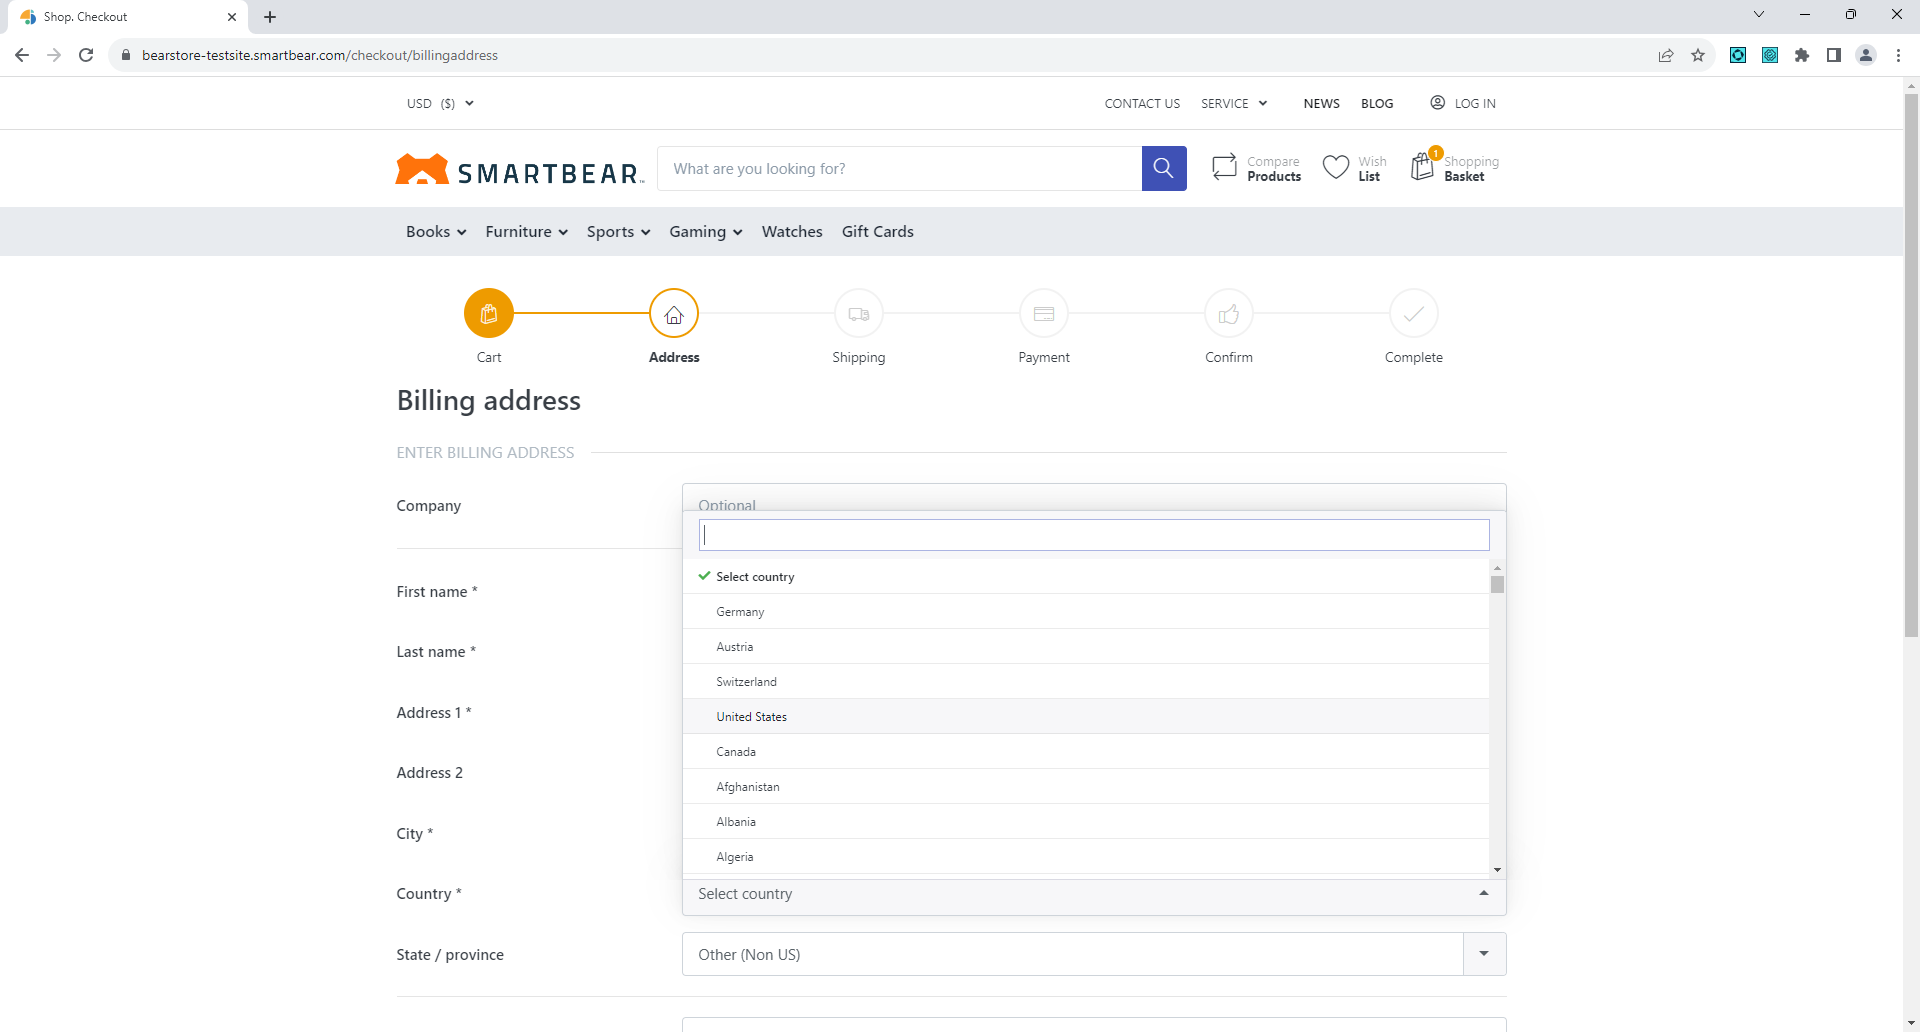 Shop. Checkout
bearstore-testsite.smartbear.com/checkout/billingaddress
USD ($)
CONTACT US SERVICE NEWS BLOG LOG IN
SMARTBEAR
What are you looking for?
Compare Products
Wish List
1
Shopping Basket
Books Furniture Sports Gaming Watches Gift Cards
Cart Address Shipping Payment Confirm Complete
Billing address
ENTER BILLING ADDRESS
Company Optional
Select country
First name *
Germany
Austria
Last name *
Switzerland
Address 1 *
United States
Canada
Address 2
Afghanistan
Albania
City *
Algeria
Country * Select country
State / province Other (Non US)